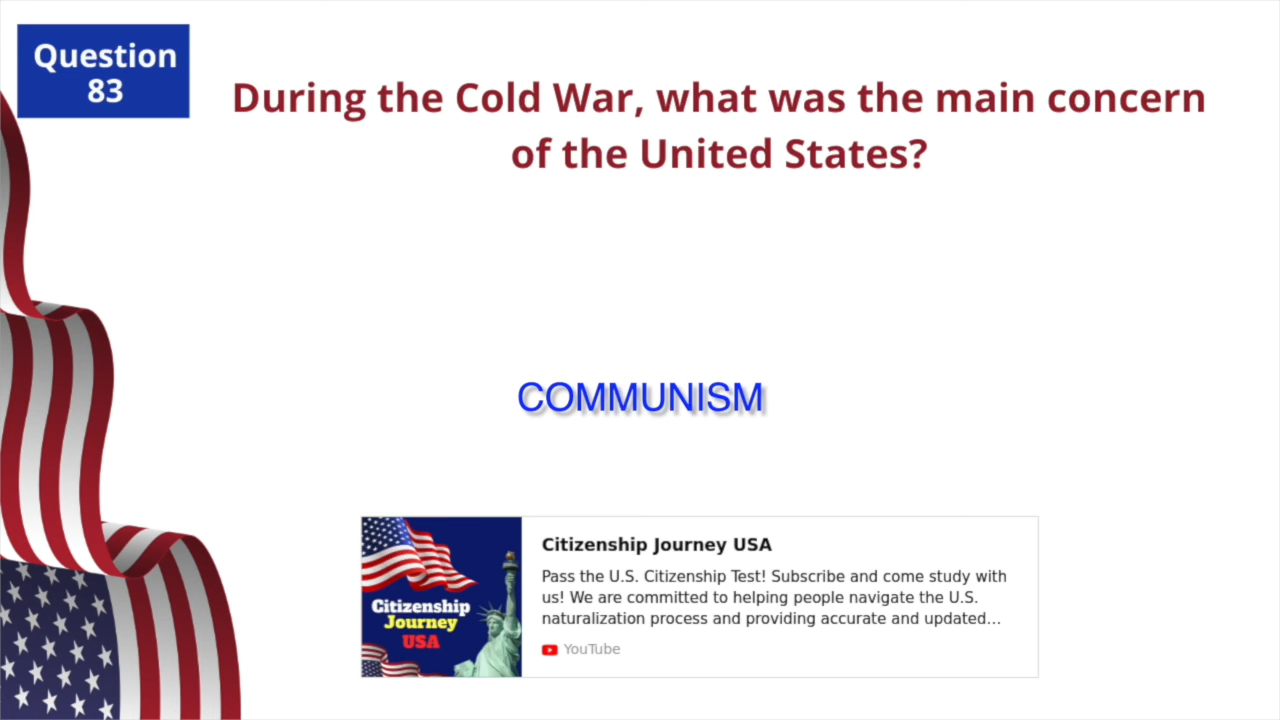 Question
83
During the Cold War, what was the main concern
of the United States?
COMMUNISM
Citizenship Journey USA
Pass the U.S. Citizenship Test! Subscribe and come study with
us! We are committed to helping people navigate the U.S.
naturalization process and providing accurate and updated...
YouTube
Citizenship
Journey
USA